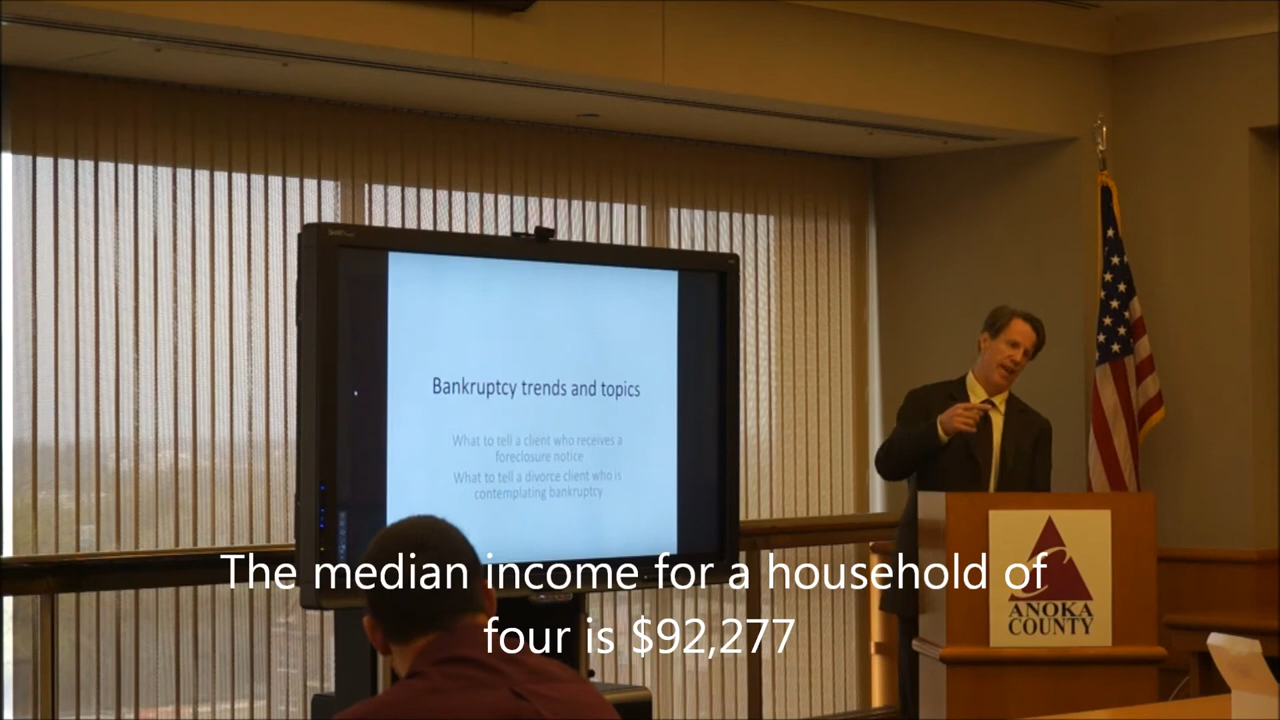 Bankruptcy trends and topics
What to tell a client who receives a
foreclosure notice
What to tell a divorce client who is
contemplating bankruptcy
The median income for a household of
four is $92,277
ANOKA
COUNTY